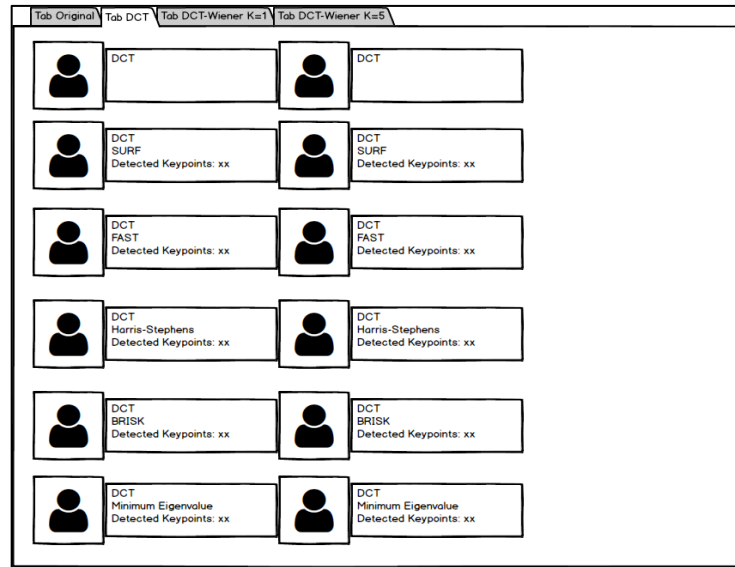 Tab Original Tab DCT Tab DCT-Wiener K=1 Tab DCT-Wiener K=5
DCT
DCT
DCT
SURF
Detected Keypoints: xx
DCT
SURF
Detected Keypoints: xx
DCT
FAST
Detected Keypoints: xx
DCT
FAST
Detected Keypoints: xx
DCT
Harris-Stephens
Detected Keypoints: xx
DCT
Harris-Stephens
Detected Keypoints: xx
DCT
BRISK
Detected Keypoints: xx
DCT
BRISK
Detected Keypoints: xx
DCT
Minimum Eigenvalue
Detected Keypoints: xx
DCT
Minimum Eigenvalue
Detected Keypoints: xx